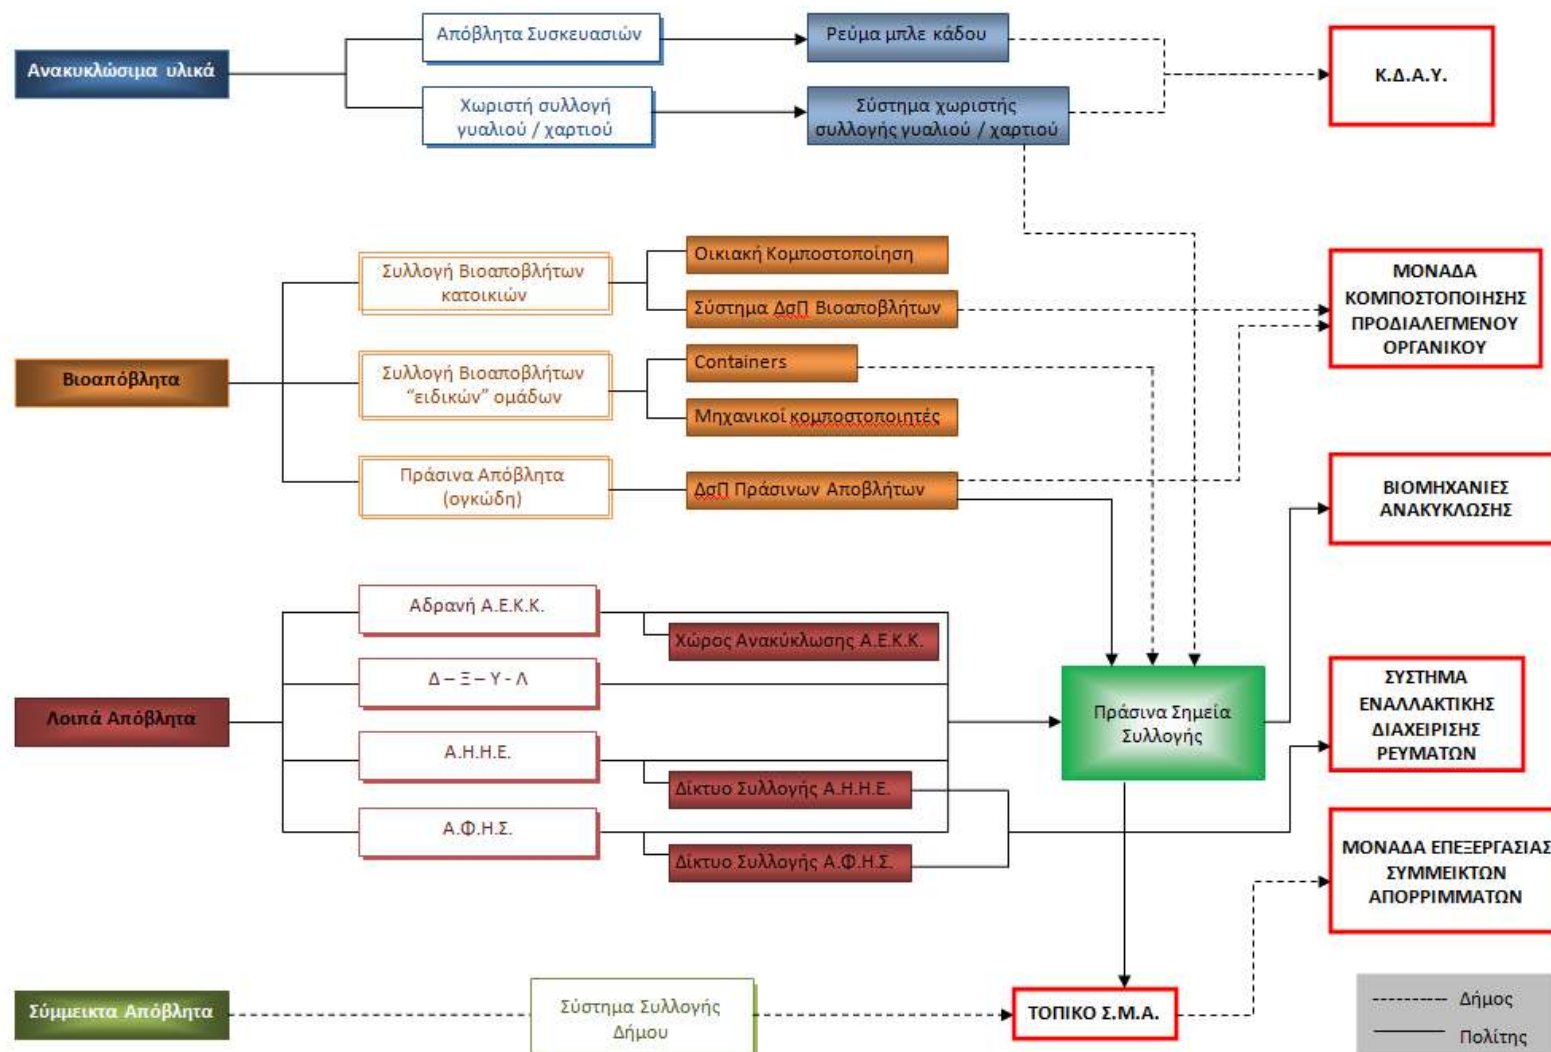 Ανακυκλώσιμα υλικά
Απόβλητα Συσκευασιών
Ρεύμα μπλε κάδου
Χωριστή συλλογή
γυαλιού / χαρτιού
Σύστημα χωριστής
συλλογής γυαλιού / χαρτιού
Κ.Δ.Α.Υ.
Βιοαπόβλητα
Συλλογή Βιοαποβλήτων
κατοικιών
Οικιακή Κομποστοποίηση
Σύστημα ΔσΠ Βιοαποβλήτων
Συλλογή Βιοαποβλήτων
“ειδικών” ομάδων
Containers
Μηχανικοί κομποστοποιητές
Πράσινα Απόβλητα
(ογκώδη)
ΔσΠ Πράσινων Αποβλήτων
ΜΟΝΑΔΑ
ΚΟΜΠΟΣΤΟΠΟΙΗΣΗΣ
ΠΡΟΔΙΑΛΕΓΜΕΝΟΥ
ΟΡΓΑΝΙΚΟΥ
ΒΙΟΜΗΧΑΝΙΕΣ
ΑΝΑΚΥΚΛΩΣΗΣ
Λοιπά Απόβλητα
Αδρανή Α.Ε.Κ.Κ.
Χώρος Ανακύκλωσης Α.Ε.Κ.Κ.
Δ – Ξ – Υ - Λ
Α.Η.Η.Ε.
Δίκτυο Συλλογής Α.Η.Η.Ε.
Α.Φ.Η.Σ.
Δίκτυο Συλλογής Α.Φ.Η.Σ.
Πράσινα Σημεία
Συλλογής
ΣΥΣΤΗΜΑ
ΕΝΑΛΛΑΚΤΙΚΗΣ
ΔΙΑΧΕΙΡΙΣΗΣ
ΡΕΥΜΑΤΩΝ
ΜΟΝΑΔΑ ΕΠΕΞΕΡΓΑΣΙΑΣ
ΣΥΜΜΕΙΚΤΩΝ
ΑΠΟΡΡΙΜΜΑΤΩΝ
Σύμμεικτα Απόβλητα
Σύστημα Συλλογής
Δήμου
ΤΟΠΙΚΟ Σ.Μ.Α.
Δήμος
Πολίτης